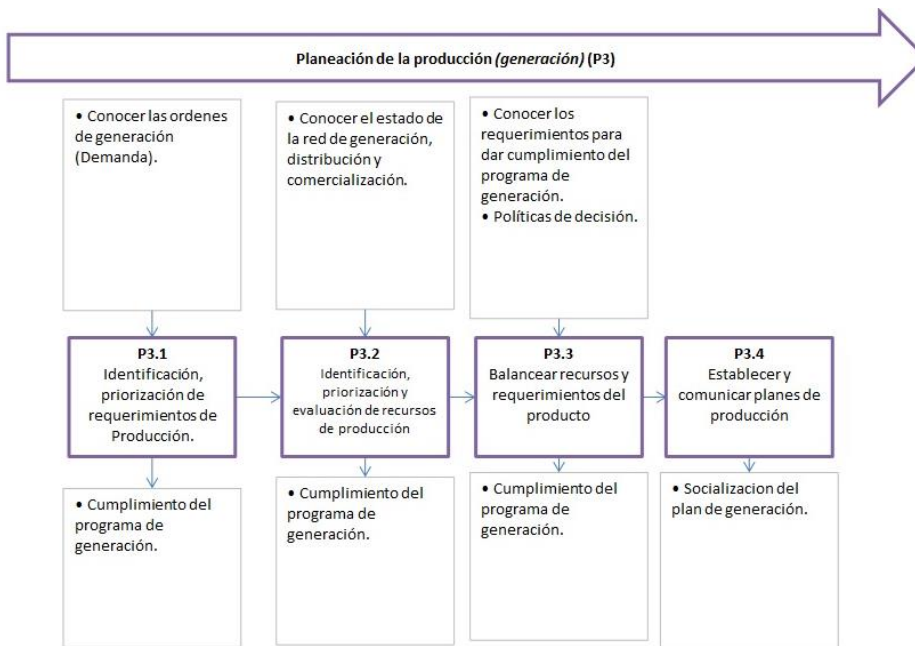 Planeación de la producción (generación) (P3)
• Conocer las ordenes
de generación
(Demanda).
• Conocer el estado de
la red de generación,
distribución y
comercialización.
• Conocer los
requerimientos para
dar cumplimiento del
programa de
generación.
• Políticas de decisión.
P3.1
Identificación,
priorización de
requerimientos de
Producción.
P3.2
Identificación,
priorización y
evaluación de recursos
de producción
P3.3
Balancear recursos y
requerimientos del
producto
P3.4
Establecer y
comunicar planes de
producción
• Cumplimiento del
programa de
generación.
• Cumplimiento del
programa de
generación.
• Cumplimiento del
programa de
generación.
• Socializacion del
plan de generación.